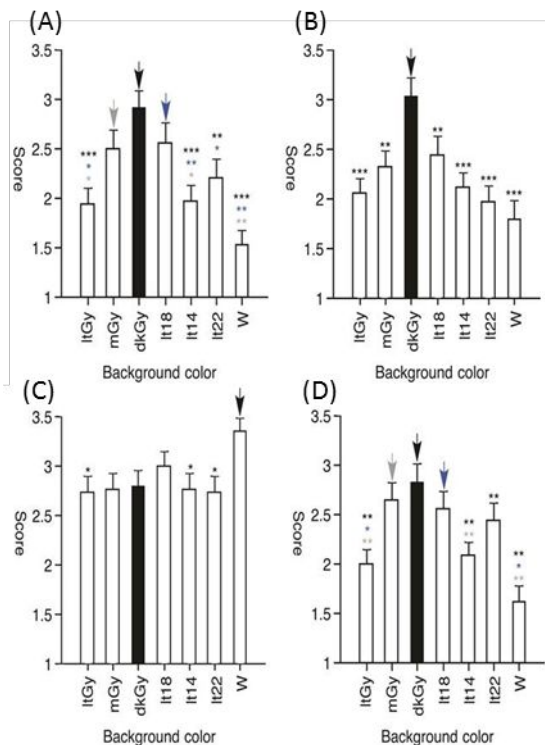 (A)
3.5
3
2.5
2
1.5
1
Score
***
*
*
***
**
*
**
*
***
**
**
ltGy
mGy
dkGy
lt18
lt14
lt22
W
Background color
(B)
3.5
3
2.5
2
1.5
1
Score
***
**
**
***
***
***
ltGy
mGy
dkGy
lt18
lt14
lt22
W
Background color
(C)
3.5
3
2.5
2
1.5
1
Score
*
*
*
ltGy
mGy
dkGy
lt18
lt14
lt22
W
Background color
(D)
3.5
3
2.5
2
1.5
1
Score
**
*
**
**
**
**
**
*
**
ltGy
mGy
dkGy
lt18
lt14
lt22
W
Background color